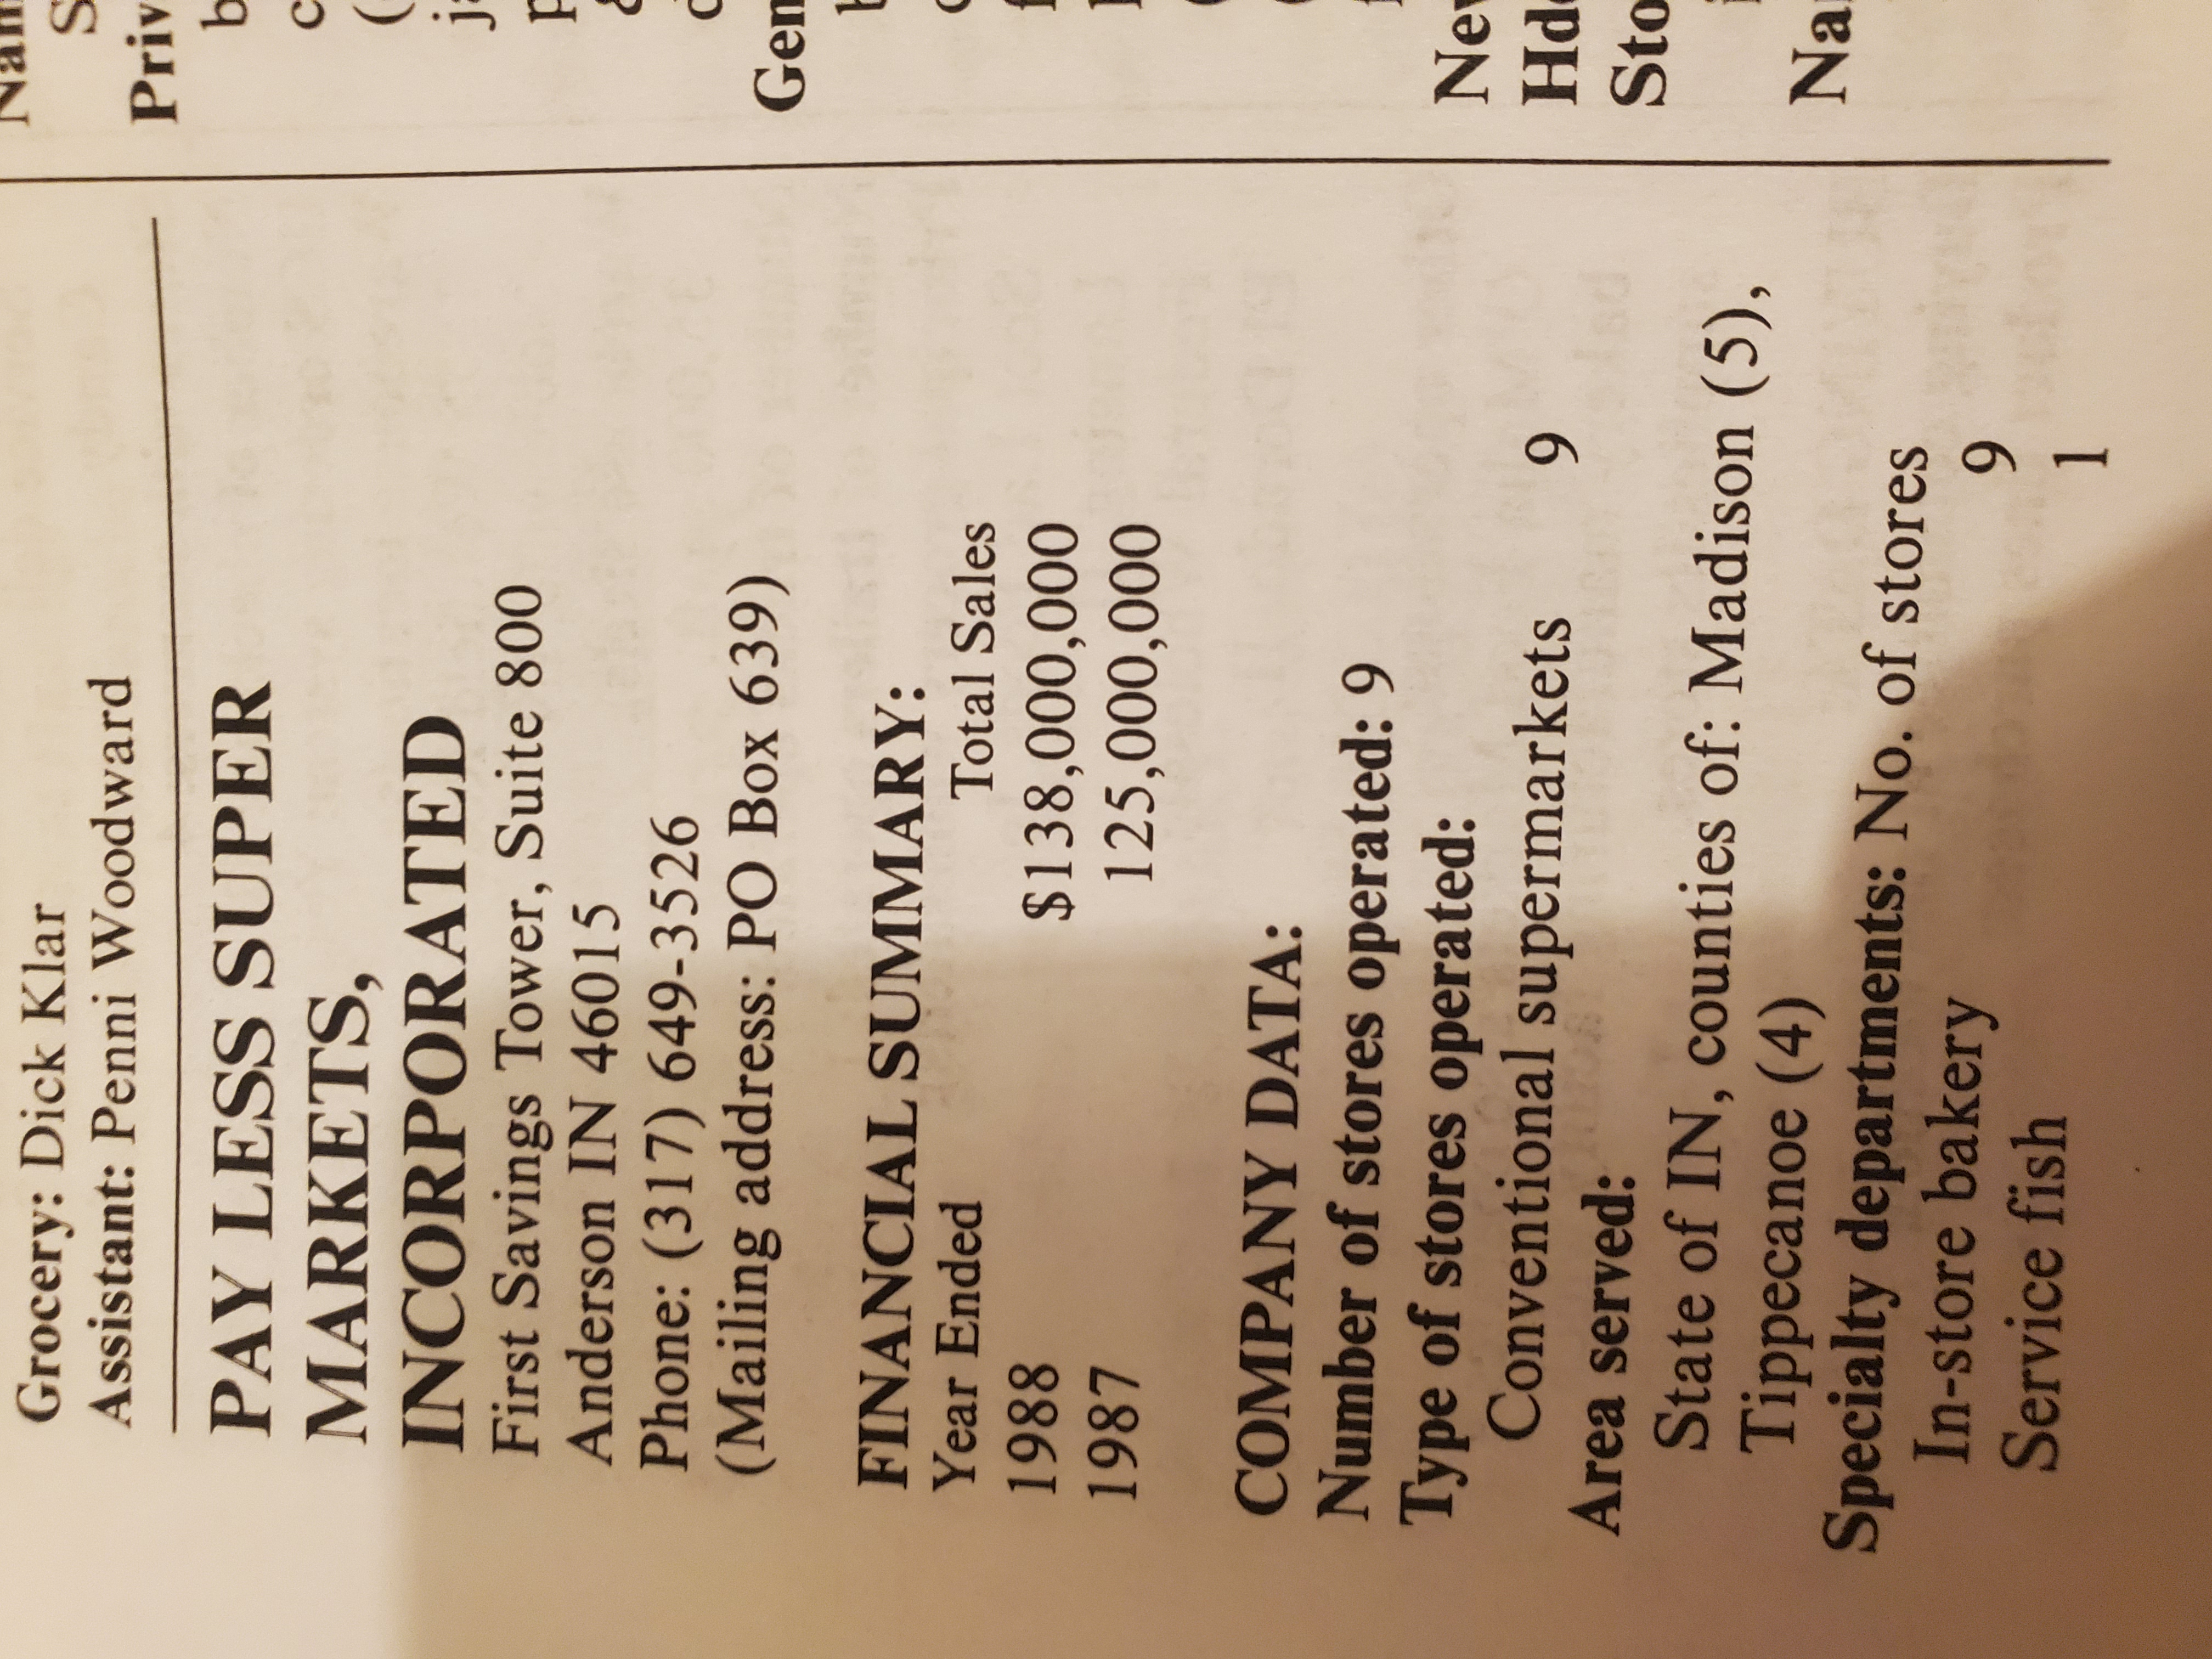 Grocery: Dick Klar
Assistant: Penni Woodward
PAY LESS SUPER
MARKETS,
INCORPORATED
First Savings Tower, Suite 800
Anderson IN 46015
Phone: (317) 649-3526
(Mailing address: PO Box 639)
FINANCIAL SUMMARY:
Year Ended Total Sales
1988 $138,000,000
1987 125,000,000
COMPANY DATA:
Number of stores operated: 9
Type of stores operated:
Conventional supermarkets 9
Area served:
State of IN, counties of: Madison (5),
Tippecanoe (4)
Specialty departments: No. of stores
In-store bakery 9
Service fish 1